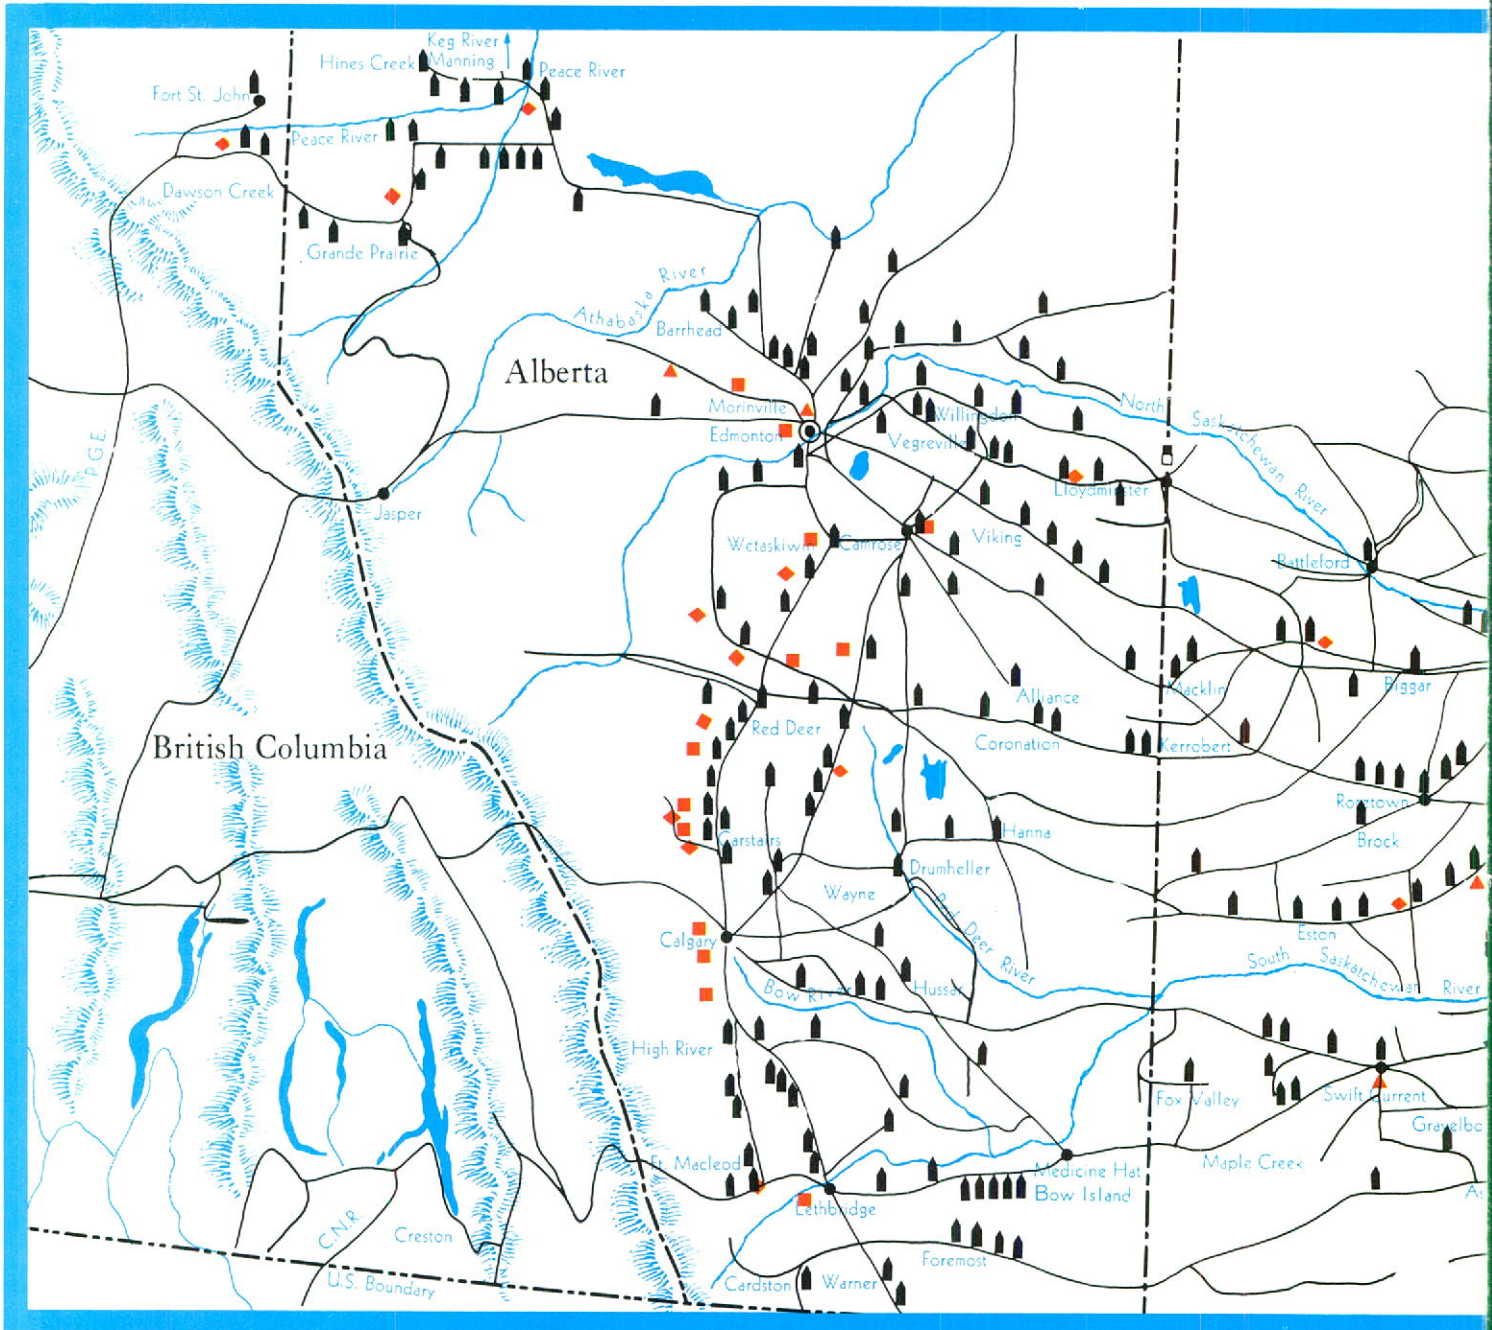 Keg River
Hines Creek
Manning
Peace River
Fort St. John
Peace River
Dawson Creek
Grande Prairie
Athabaska River
Barrhead
Alberta
North Saskatchewan River
Morinville
Willingdon
Edmonton
Vegreville
P.G.E.
Lloydminster
Jasper
Wetaskiwin
Camrose
Viking
Battleford
Macklin
Biggar
Alliance
Red Deer
Coronation
Kerrobert
British Columbia
Rosetown
Hanna
Brock
Carstairs
Drumheller
Wayne
Red Deer River
Eston
Calgary
South Saskatchewan River
Bow River
Hussar
High River
Fox Valley
Swift Current
Gravelbo
Ft. Macleod
Maple Creek
Medicine Hat
Bow Island
As
Lethbridge
C.N.R.
Creston
Foremost
U.S. Boundary
Cardston
Warner